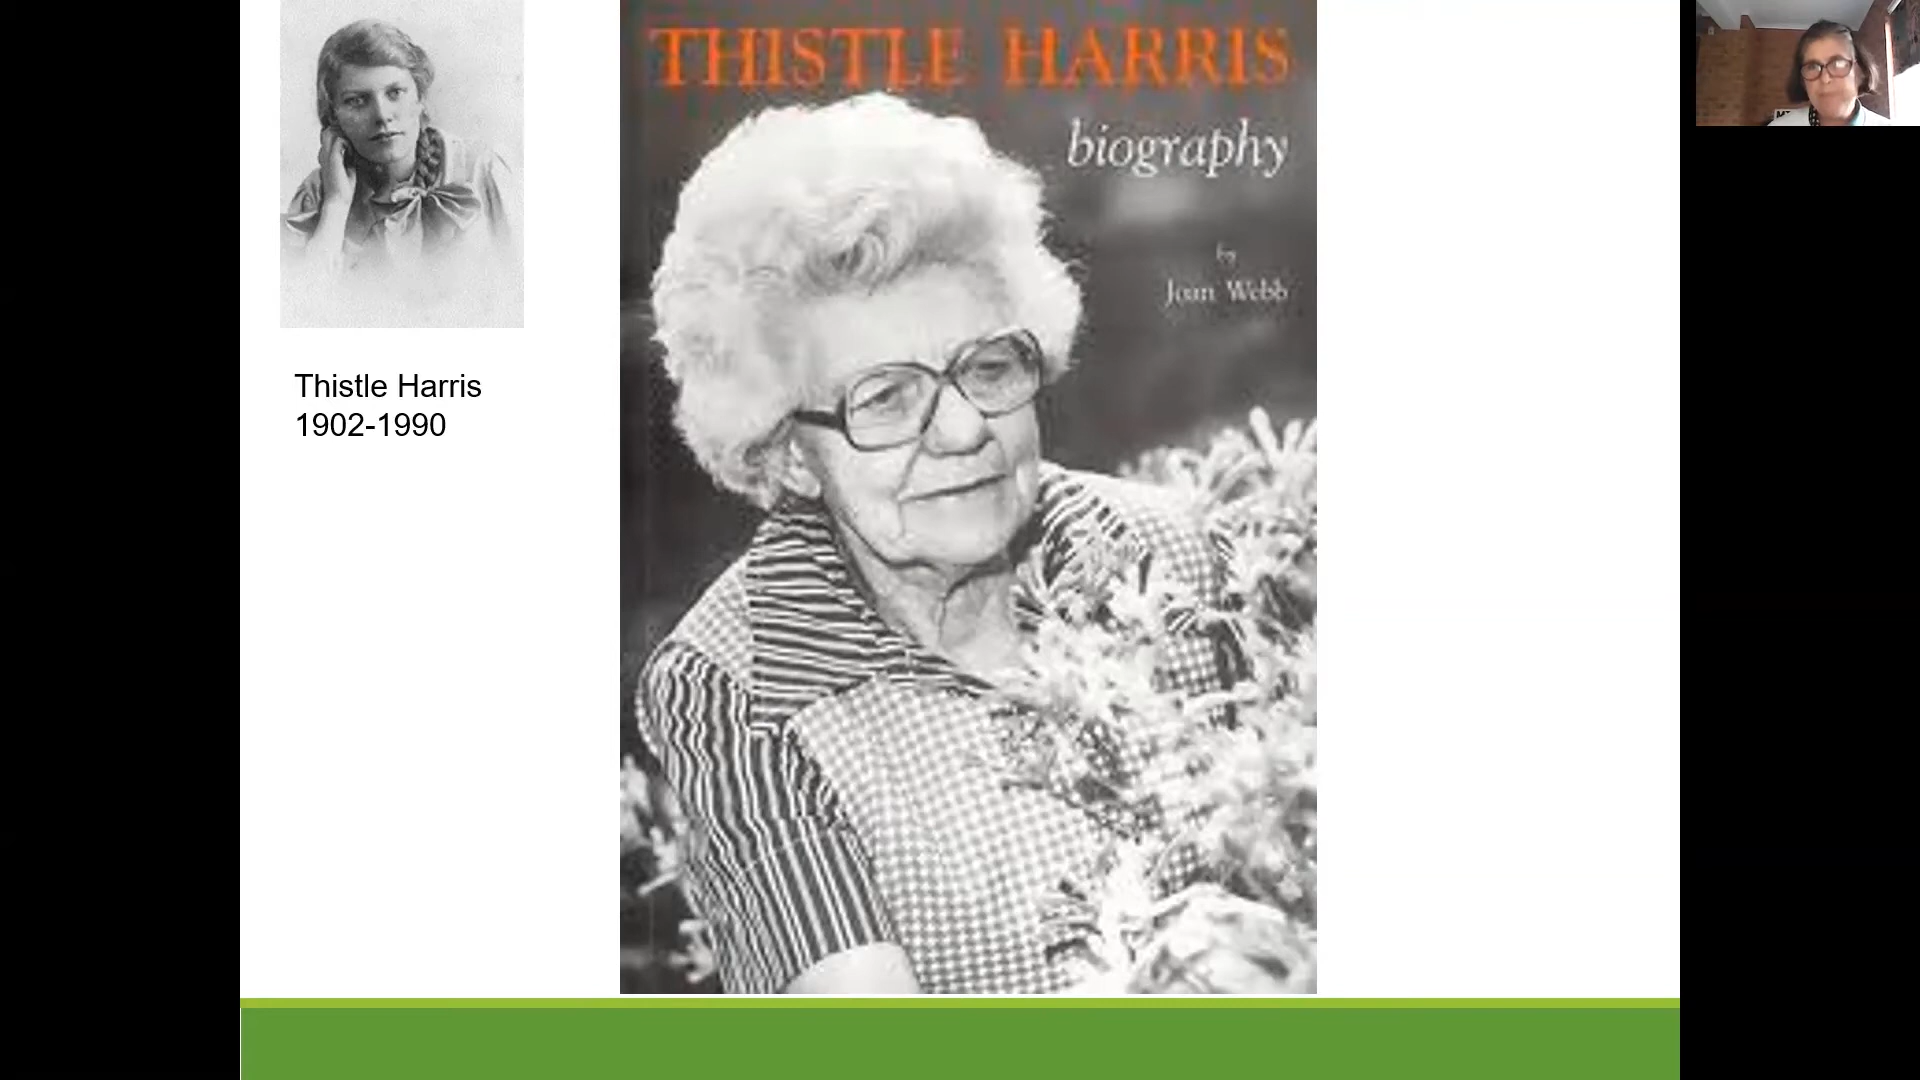 THISTLE HARRIS
biography
by
Joan Webb
Thistle Harris
1902-1990